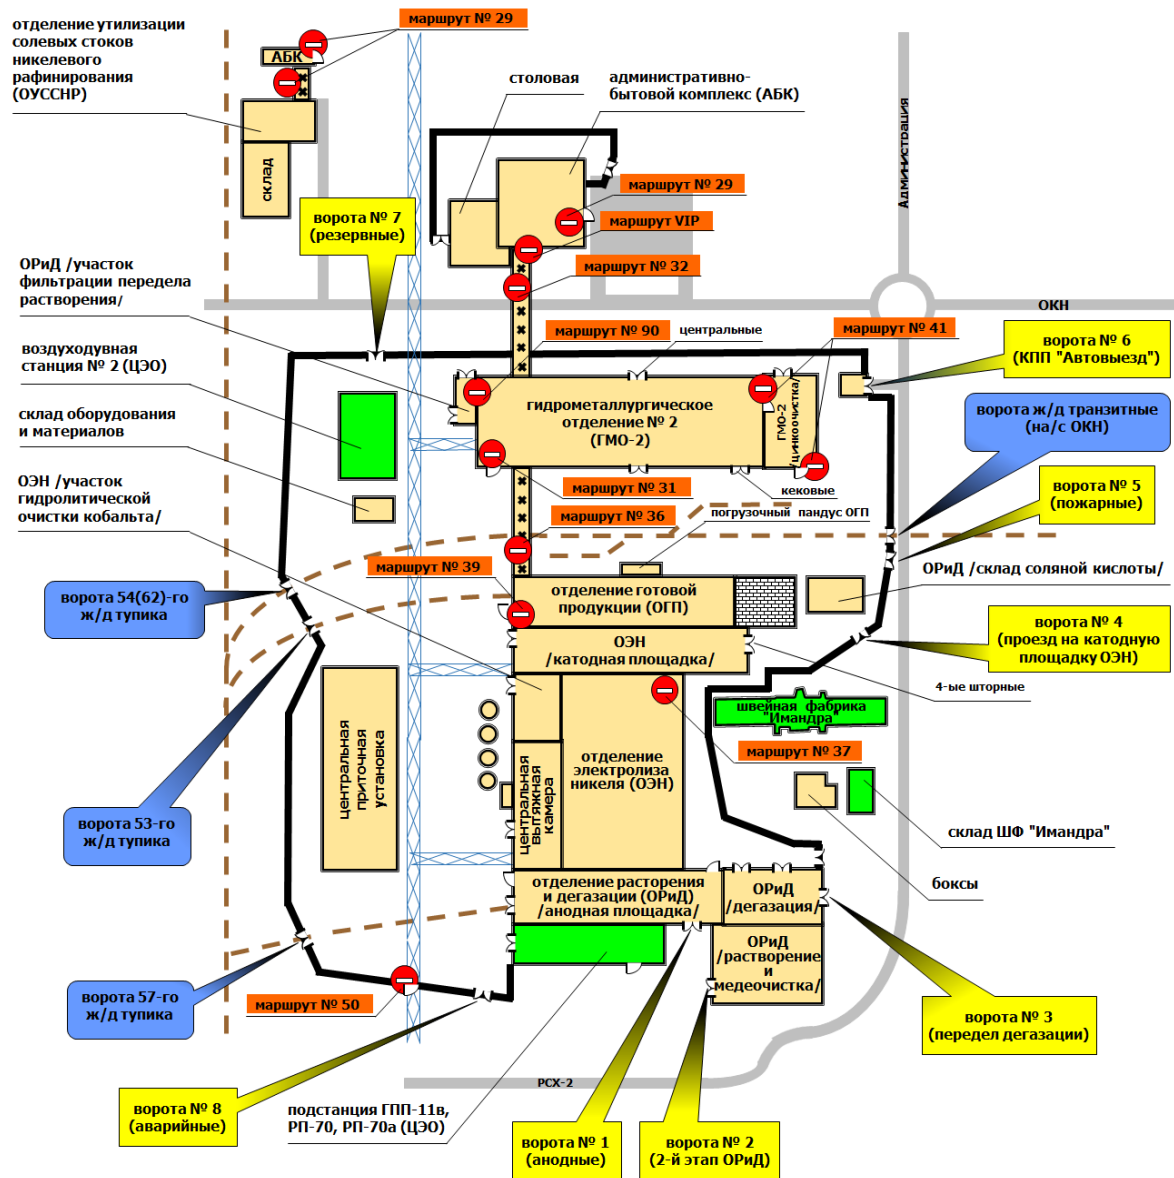 отделение утилизации
солевых стоков
никелевого
рафинирования
(ОУССНР)
маршрут № 29
АБК
склад
столовая
административно-
бытовой комплекс (АБК)
маршрут № 29
маршрут VIP
маршрут № 32
Администрация
ворота № 7
(резервные)
ОРиД /участок
фильтрации передела
растворения/
воздуходувная
станция № 2 (ЦЭО)
склад оборудования
и материалов
ОЭН /участок
гидролитической
очистки кобальта/
ОКН
маршрут № 90
центральные
маршрут № 41
ворота № 6
(КПП "Автовыезд")
гидрометаллургическое
отделение № 2
(ГМО-2)
ГМО-2
/цинкоочистка/
ворота ж/д транзитные
(на/с ОКН)
маршрут № 31
кековые
ворота № 5
(пожарные)
маршрут № 36
погрузочный пандус ОГП
маршрут № 39
ОРиД /склад соляной кислоты/
ворота 54(62)-го
ж/д тупика
отделение готовой
продукции (ОГП)
ОЭН
/катодная площадка/
ворота № 4
(проезд на катодную
площадку ОЭН)
4-ые шторные
швейная фабрика
"Имандра"
маршрут № 37
центральная
приточная
установка
отделение
электролиза
никеля (ОЭН)
центральная
вытяжная
камера
ворота 53-го
ж/д тупика
склад ШФ "Имандра"
боксы
отделение расторения
и дегазации (ОРиД)
/анодная площадка/
ОРиД
/дегазация/
ОРиД
/растворение
и
медеочистка/
ворота 57-го
ж/д тупика
маршрут № 50
ворота № 3
(передел дегазации)
РСХ-2
ворота № 8
(аварийные)
подстанция ГПП-11в,
РП-70, РП-70а (ЦЭО)
ворота № 1
(анодные)
ворота № 2
(2-й этап ОРиД)